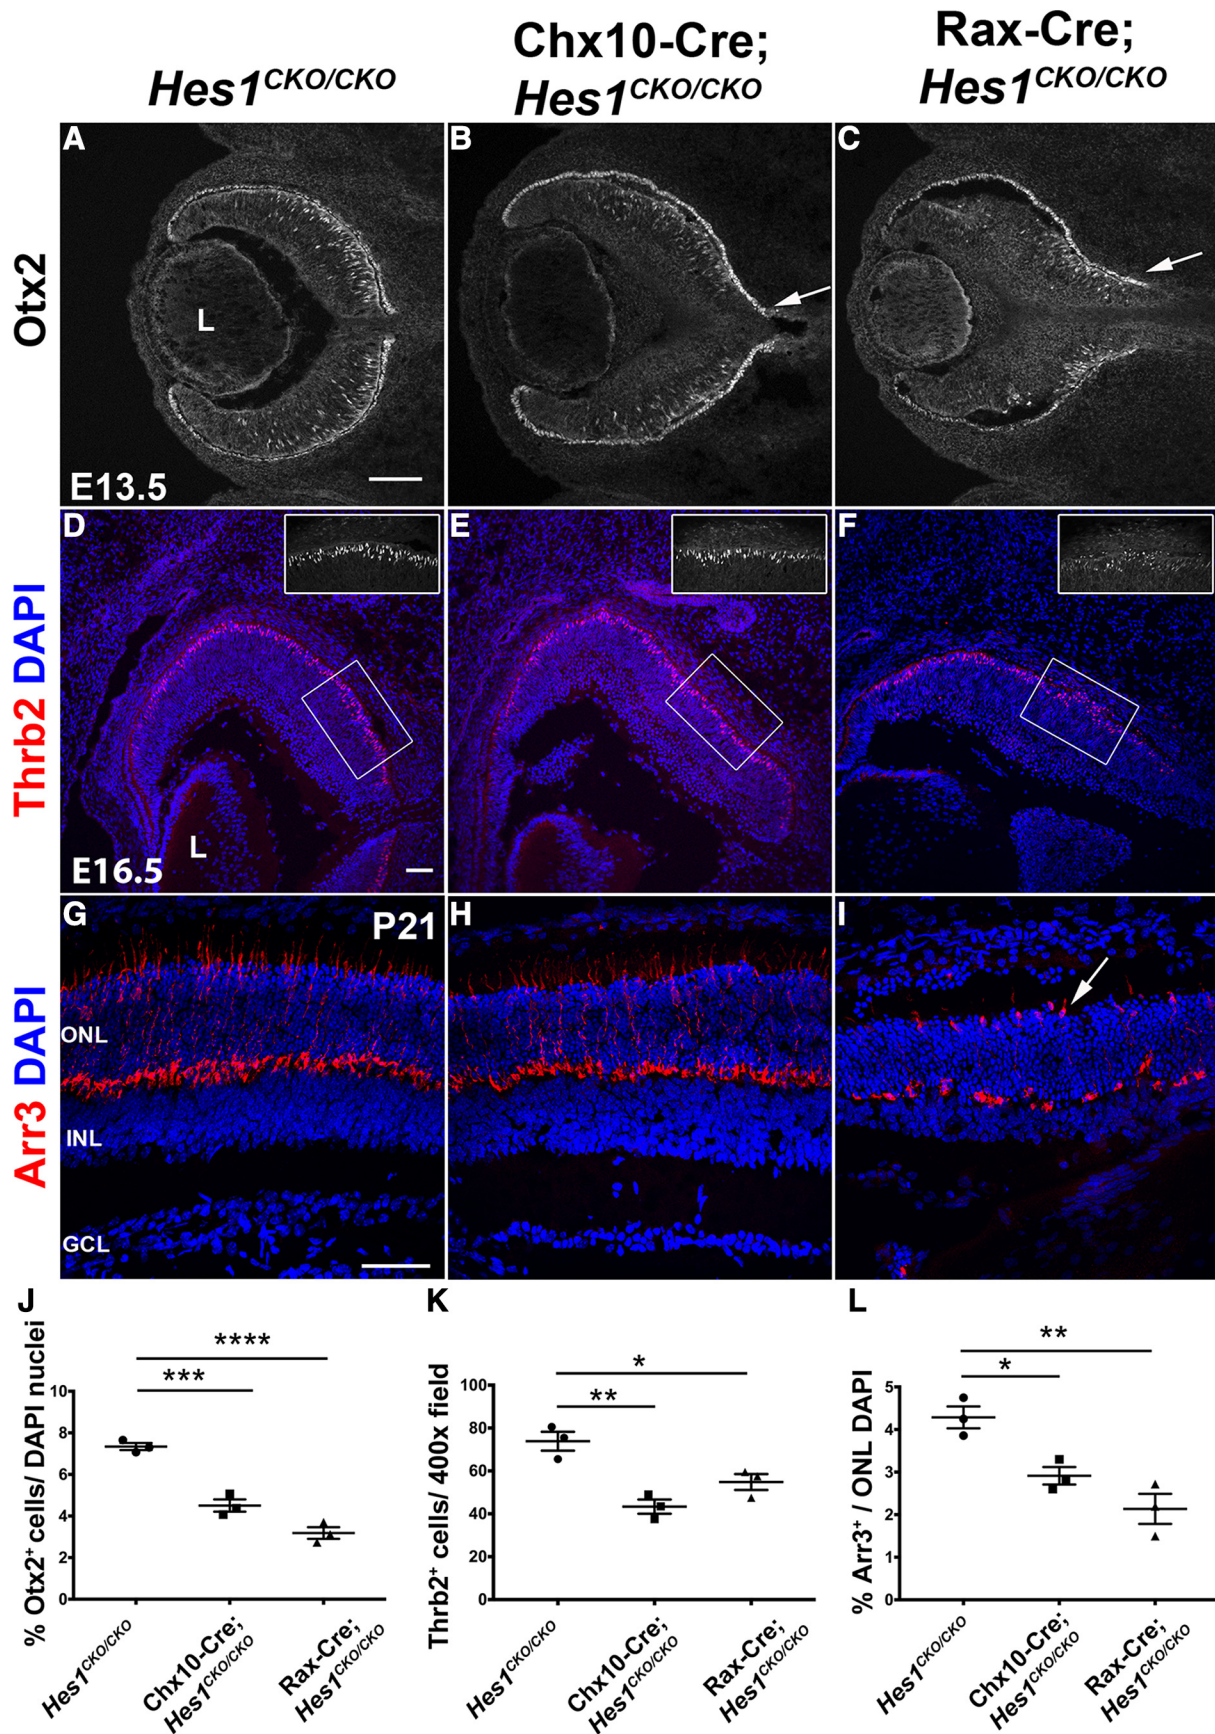 Hes1CKO/CKO
Chx10-Cre;
Hes1CKO/CKO
Rax-Cre;
Hes1CKO/CKO
Otx2
A
L
E13.5
B
C
Thrb2 DAPI
D
L
E16.5
E
F
Arr3 DAPI
G
P21
ONL
INL
GCL
H
I
J
% Otx2+ cells/ DAPI nuclei
****
***
10
8
6
4
2
0
Hes1CKO/CKO
Chx10-Cre;
Hes1CKO/CKO
Rax-Cre;
Hes1CKO/CKO
K
Thrb2+ cells/ 400x field
*
**
100
80
60
40
20
0
Hes1CKO/CKO
Chx10-Cre;
Hes1CKO/CKO
Rax-Cre;
Hes1CKO/CKO
L
% Arr3+ / ONL DAPI
**
*
5
4
3
2
1
0
Hes1CKO/CKO
Chx10-Cre;
Hes1CKO/CKO
Rax-Cre;
Hes1CKO/CKO